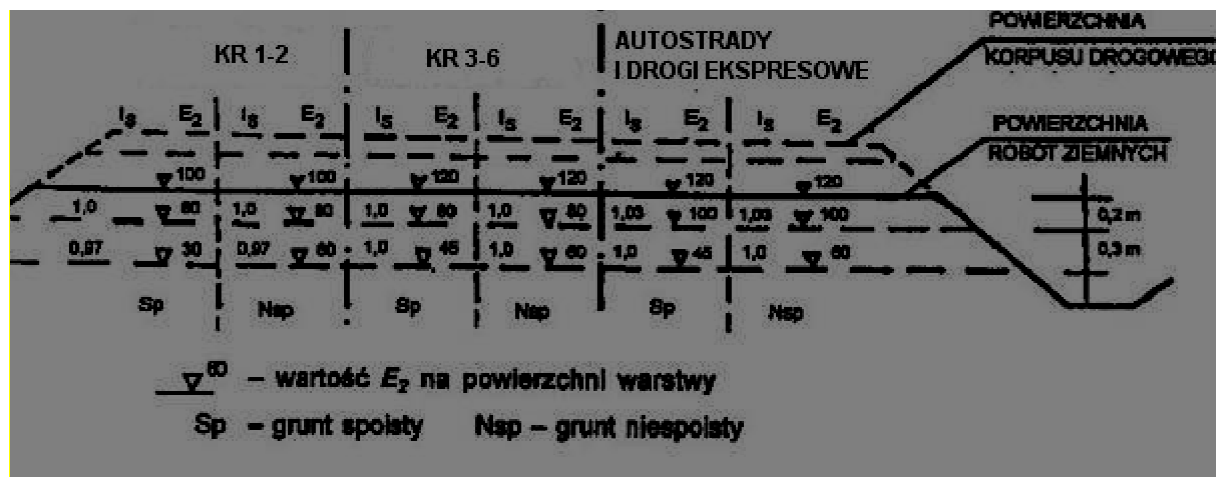 POWIERZCHNIA
KR 1-2 KR 3-6 AUTOSTRADY KORPUSU DROGOWEGO
I DROGI EKSPRESOWE
Is E2 Is E2 Is E2 Is E2 Is E2 Is E2 POWIERZCHNIA
ROBÓT ZIEMNYCH
100 100 120 120 120 120
1,0 60 1,0 80 1,0 1,0 80 1,03 100 1,03 100 0,2 m
0,97 30 0,97 60 1,0 45 1,0 60 1,0 45 1,0 60 0,3 m
Sp Nsp Sp Nsp Sp Nsp
60 – wartość E2 na powierzchni warstwy
Sp – grunt spoisty Nsp – grunt niespoisty